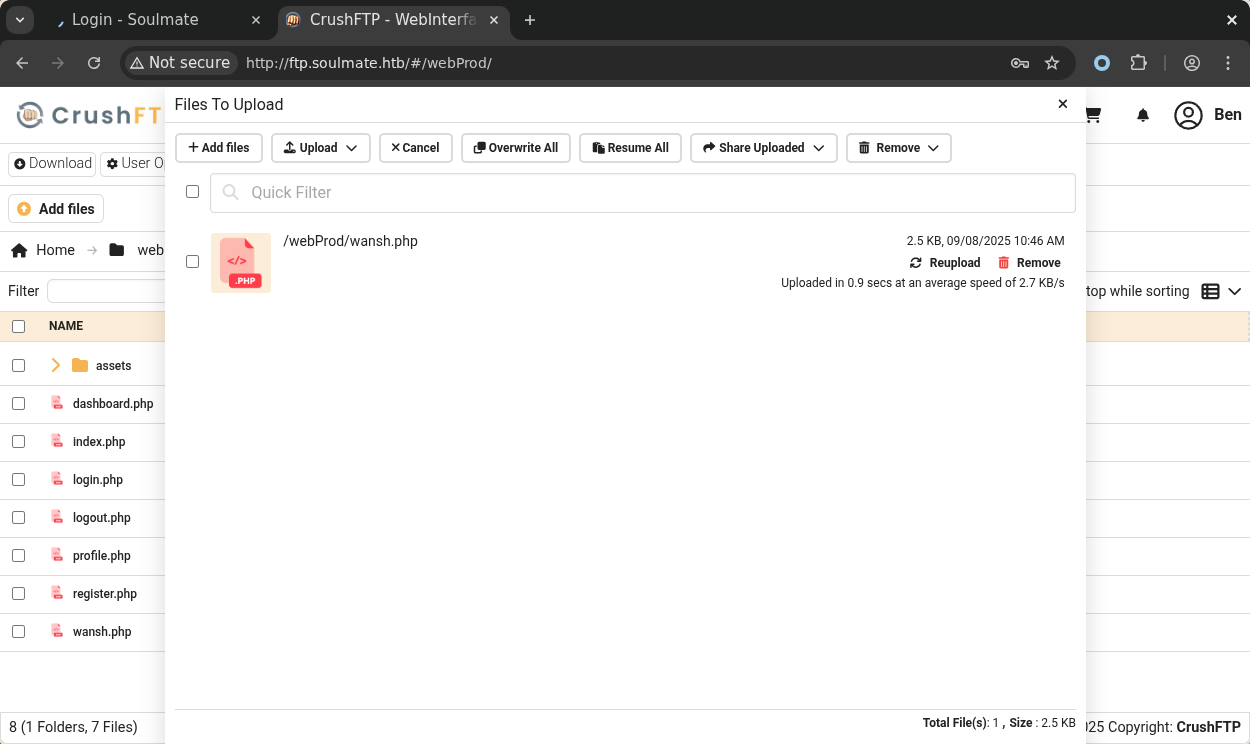 Login - Soulmate
CrushFTP - WebInterfa
Not secure
http://ftp.soulmate.htb/#/webProd/
CrushFT
Files To Upload
Ben
Download
User Op
Add files
Upload
Cancel
Overwrite All
Resume All
Share Uploaded
Remove
Quick Filter
Add files
Home
web
/webProd/wansh.php
2.5 KB, 09/08/2025 10:46 AM
Reupload
Remove
Uploaded in 0.9 secs at an average speed of 2.7 KB/s
</>
.PHP
Filter
top while sorting
NAME
assets
dashboard.php
index.php
login.php
logout.php
profile.php
register.php
wansh.php
Total File(s): 1 , Size : 2.5 KB
8 (1 Folders, 7 Files)
25 Copyright: CrushFTP